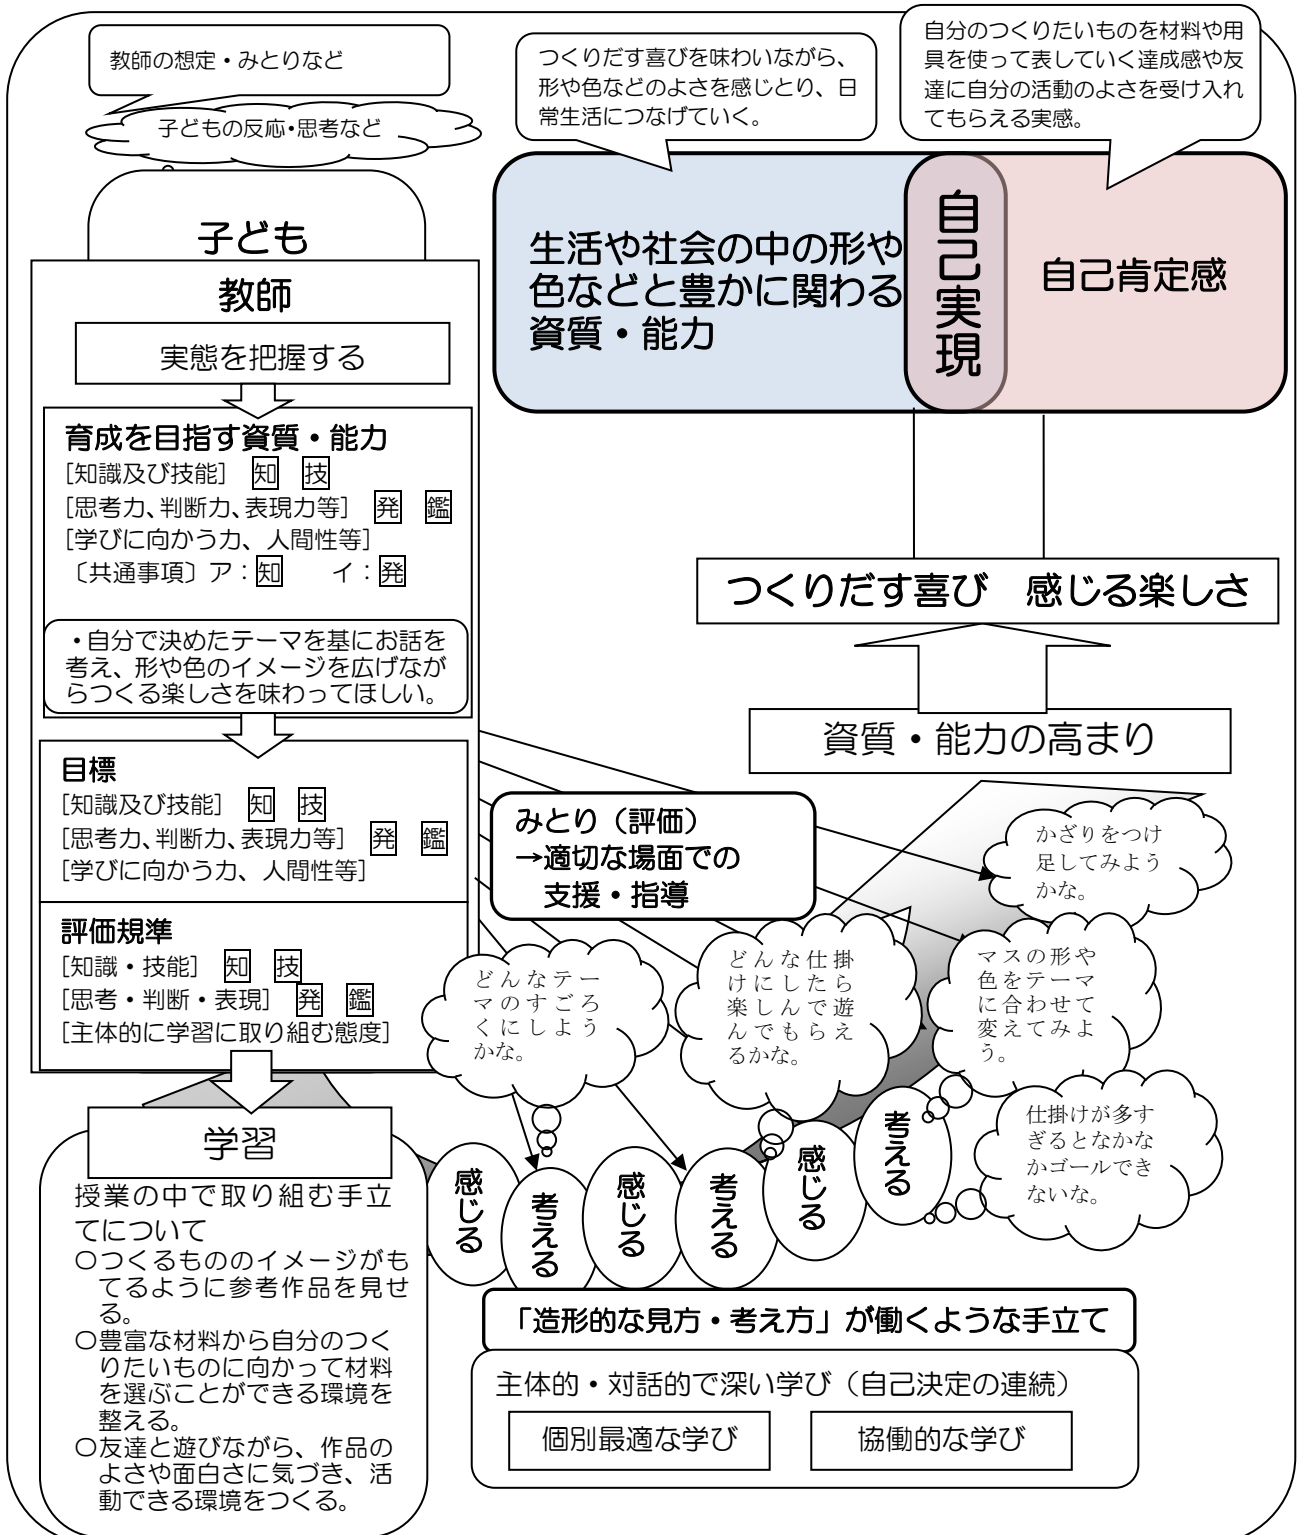 教師の想定・みとりなど
子どもの反応・思考など
つくりだす喜びを味わいながら、
形や色などのよさを感じとり、日
常生活につなげていく。
自分のつくりたいものを材料や用
具を使って表していく達成感や友
達に自分の活動のよさを受け入れ
てもらえる実感。
生活や社会の中の形や
色などと豊かに関わる
資質・能力
自己実現
自己肯定感
子ども
教師
実態を把握する
育成を目指す資質・能力
[知識及び技能] 知 技
[思考力、判断力、表現力等] 発 鑑
[学びに向かう力、人間性等]
〔共通事項〕ア：知 イ：発
・自分で決めたテーマを基にお話を
考え、形や色のイメージを広げなが
らつくる楽しさを味わってほしい。
目標
[知識及び技能] 知 技
[思考力、判断力、表現力等] 発 鑑
[学びに向かう力、人間性等]
評価規準
[知識・技能] 知 技
[思考・判断・表現] 発 鑑
[主体的に学習に取り組む態度]
つくりだす喜び 感じる楽しさ
資質・能力の高まり
みとり（評価）
→適切な場面での
支援・指導
かざりをつけ
足してみよう
かな。
どんなテー
マのすごろ
くにしよう
かな。
どんな仕掛
けにしたら
楽しんで遊
んでもらえ
るかな。
マスの形や
色をテーマ
に合わせて
変えてみよ
う。
仕掛けが多す
ぎるとなかな
かゴールでき
ないな。
感じる
考える
感じる
考える
感じる
考える
学習
授業の中で取り組む手立
てについて
○つくるもののイメージがも
てるように参考作品を見せ
る。
○豊富な材料から自分のつく
りたいものに向かって材料
を選ぶことができる環境を
整える。
○友達と遊びながら、作品の
よさや面白さに気づき、活
動できる環境をつくる。
「造形的な見方・考え方」が働くような手立て
主体的・対話的で深い学び（自己決定の連続）
個別最適な学び
協働的な学び